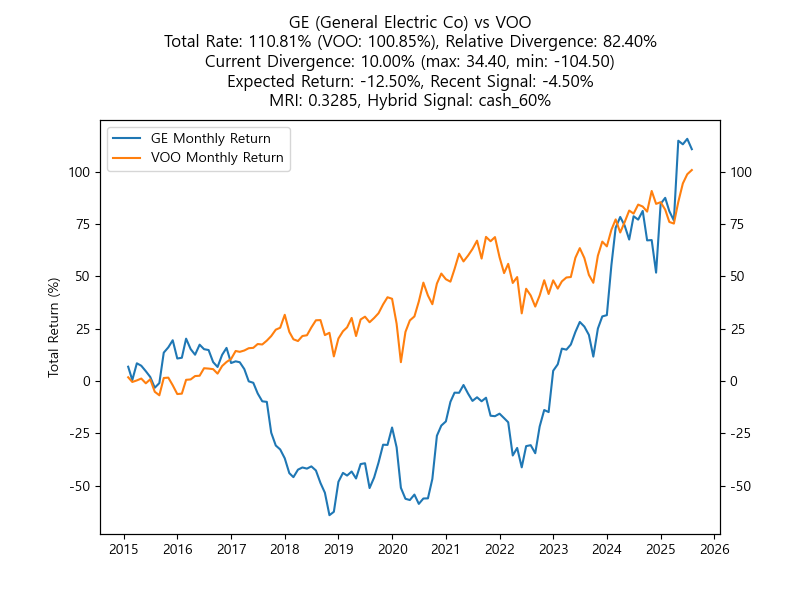 GE (General Electric Co) vs VOO
Total Rate: 110.81% (VOO: 100.85%), Relative Divergence: 82.40%
Current Divergence: 10.00% (max: 34.40, min: -104.50)
Expected Return: -12.50%, Recent Signal: -4.50%
MRI: 0.3285, Hybrid Signal: cash_60%
GE Monthly Return
VOO Monthly Return
Total Return (%)
100
75
50
25
0
-25
-50
100
75
50
25
0
-25
-50
2015 2016 2017 2018 2019 2020 2021 2022 2023 2024 2025 2026